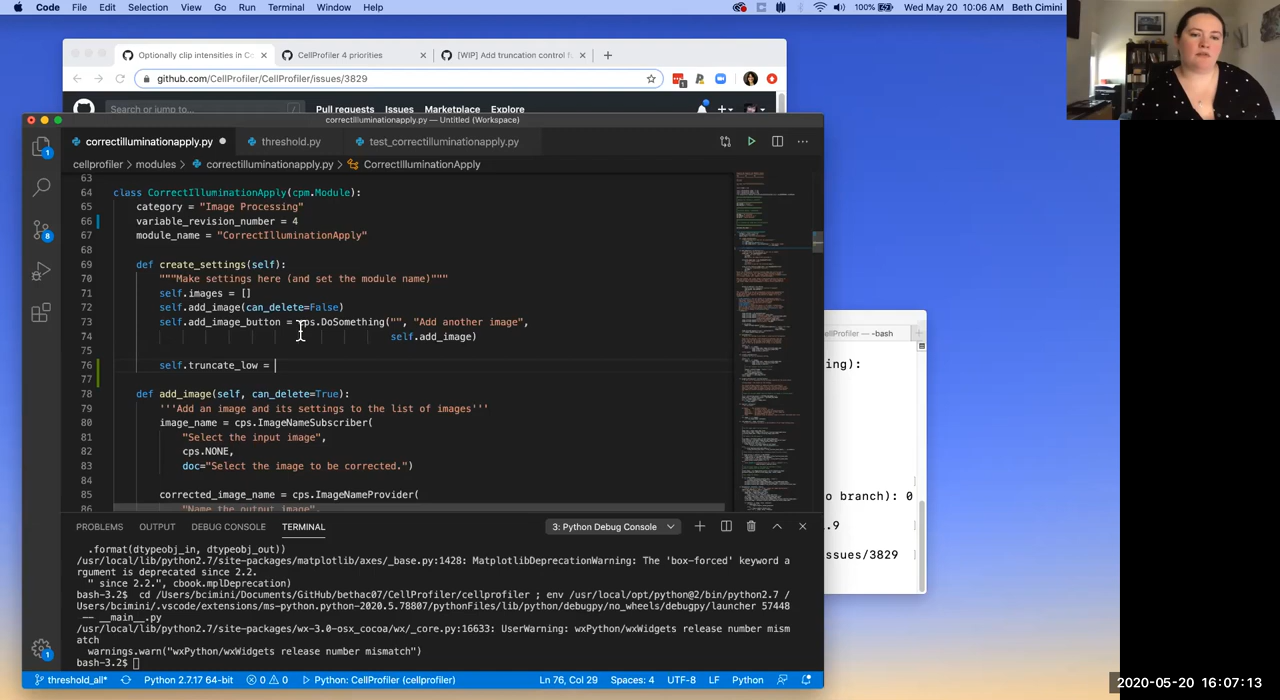 Code File Edit Selection View Go Run Terminal Window Help 100% Wed May 20 10:06 AM Beth Cimini
Optionally clip intensities in C CellProfiler 4 priorities [WIP] Add truncation control f
github.com/CellProfiler/CellProfiler/issues/3829
Search or jump to... Pull requests Issues Marketplace Explore
correctilluminationapply.py — Untitled (Workspace)
correctilluminationapply.py threshold.py test_correctilluminationapply.py
cellprofiler > modules > correctilluminationapply.py > CorrectIlluminationApply
63
64 class CorrectIlluminationApply(cpm.Module):
65 category = "Image Processing"
66 variable_revision_number = 4
67 module_name = "CorrectIlluminationApply"
68
69 def create_settings(self):
70 """Make settings here (and set the module name)"""
71 self.images = []
72 self.add_image(can_delete=False)
73 self.add_image_button = cps.DoSomething("", "Add another image",
74 self.add_image)
75
76 self.truncate_low =
77
78 def add_image(self, can_delete=True):
79 '''Add an image and its settings to the list of images'''
80 image_name = cps.ImageNameSubscriber(
81 "Select the input image",
82 cps.NONE,
83 doc="Select the image to be corrected.")
84
85 corrected_image_name = cps.ImageNameProvider(
86 "Name the output image",
ellProfiler — -bash
ing):
o branch): 0
.9
ssues/3829
PROBLEMS OUTPUT DEBUG CONSOLE TERMINAL 3: Python Debug Console
.format(dtypeobj_in, dtypeobj_out))
/usr/local/lib/python2.7/site-packages/matplotlib/axes/_base.py:1428: MatplotlibDeprecationWarning: The 'box-forced' keyword a
rgument is deprecated since 2.2.
" since 2.2.", cbook.mplDeprecation)
bash-3.2$ cd /Users/bcimini/Documents/GitHub/bethac07/CellProfiler/cellprofiler ; env /usr/local/opt/python@2/bin/python2.7 /
Users/bcimini/.vscode/extensions/ms-python.python-2020.5.78807/pythonFiles/lib/python/debugpy/no_wheels/debugpy/launcher 57448
-- __main__.py
/usr/local/lib/python2.7/site-packages/wx-3.0-osx_cocoa/wx/_core.py:16633: UserWarning: wxPython/wxWidgets release number mism
atch
warnings.warn("wxPython/wxWidgets release number mismatch")
bash-3.2$
threshold_all* Python 2.7.17 64-bit 0 0 Python: CellProfiler (cellprofiler) Ln 76, Col 29 Spaces: 4 UTF-8 LF Python
2020-05-20 16:07:13